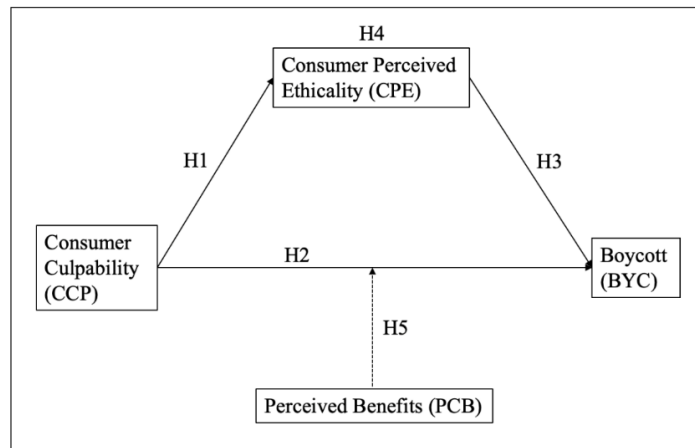 H4
Consumer Perceived
Ethicality (CPE)
H1
H3
Consumer
Culpability
(CCP)
H2
Boycott
(BYC)
H5
Perceived Benefits (PCB)